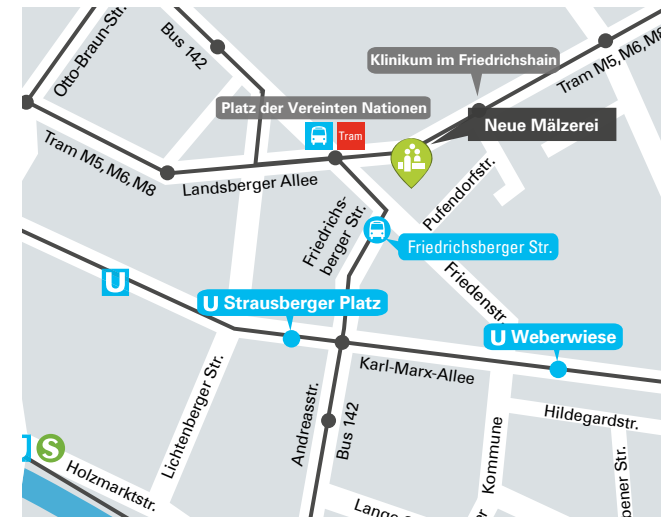 Otto-Braun-Str.
Bus 142
Klinikum im Friedrichshain
Tram M5, M6, M8
Platz der Vereinten Nationen
Tram
Neue Mälzerei
Tram M5, M6, M8
Landsberger Allee
Pufendorfstr.
Friedrichs-
berger Str.
Friedrichsberger Str.
U
Friedenstr.
U Strausberger Platz
U Weberwiese
Karl-Marx-Allee
Lichtenberger Str.
Andreasstr.
Bus 142
Hildegardstr.
Kommune
S
Holzmarktstr.
Lange